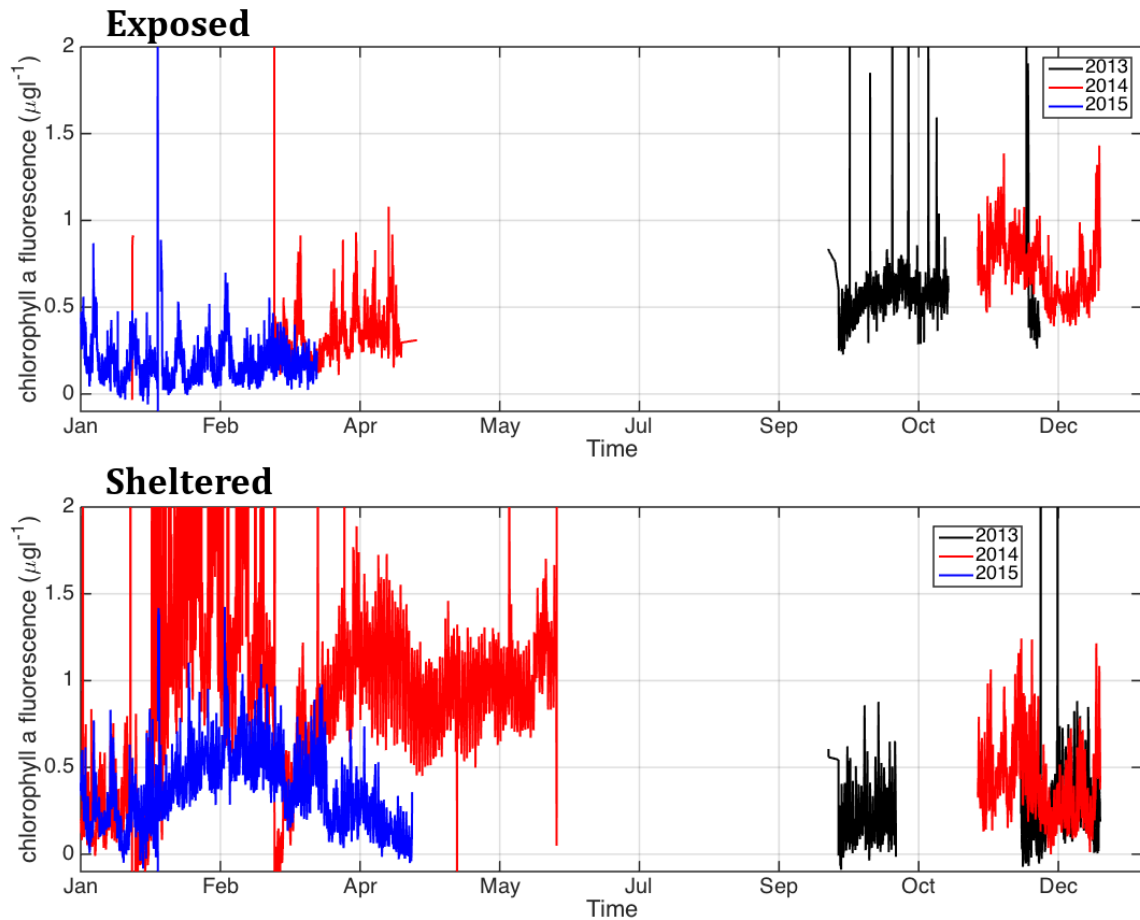 Exposed
chlorophyll a fluorescence (μgl⁻¹)
2
1.5
1
0.5
0
2013
2014
2015
Jan Feb Apr May Jul Sep Oct Dec
Time
Sheltered
chlorophyll a fluorescence (μgl⁻¹)
2
1.5
1
0.5
0
2013
2014
2015
Jan Feb Apr May Jul Sep Oct Dec
Time